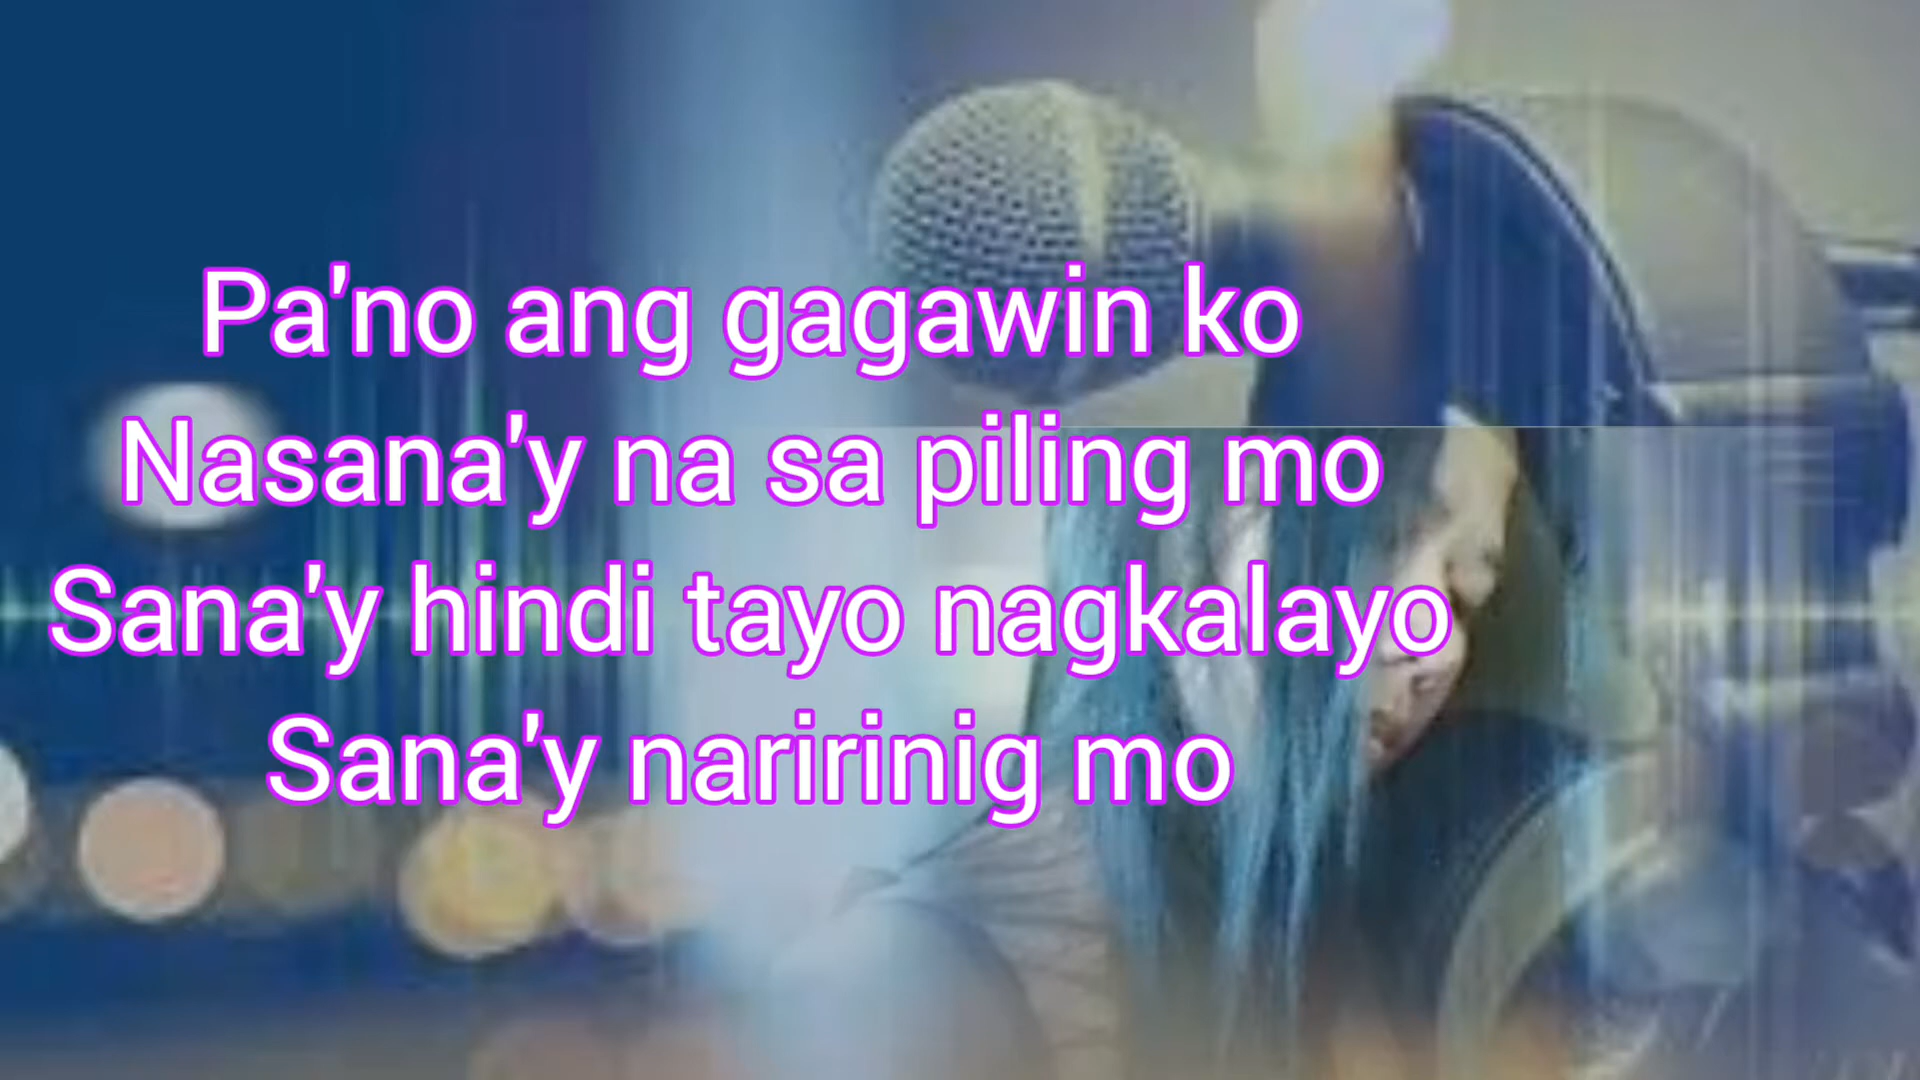 Pa'no ang gagawin ko
Nasana'y na sa piling mo
Sana'y hindi tayo nagkalayo
Sana'y naririnig mo